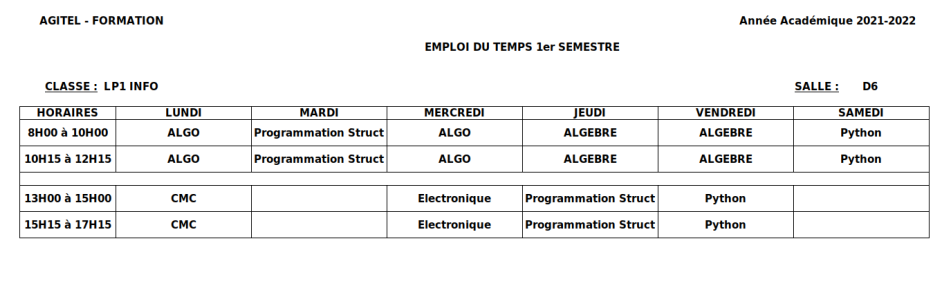 AGITEL - FORMATION Année Académique 2021-2022
EMPLOI DU TEMPS 1er SEMESTRE
CLASSE : LP1 INFO SALLE : D6
HORAIRES LUNDI MARDI MERCREDI JEUDI VENDREDI SAMEDI
8H00 à 10H00 ALGO Programmation Struct ALGO ALGEBRE ALGEBRE Python
10H15 à 12H15 ALGO Programmation Struct ALGO ALGEBRE ALGEBRE Python
13H00 à 15H00 CMC Electronique Programmation Struct Python
15H15 à 17H15 CMC Electronique Programmation Struct Python